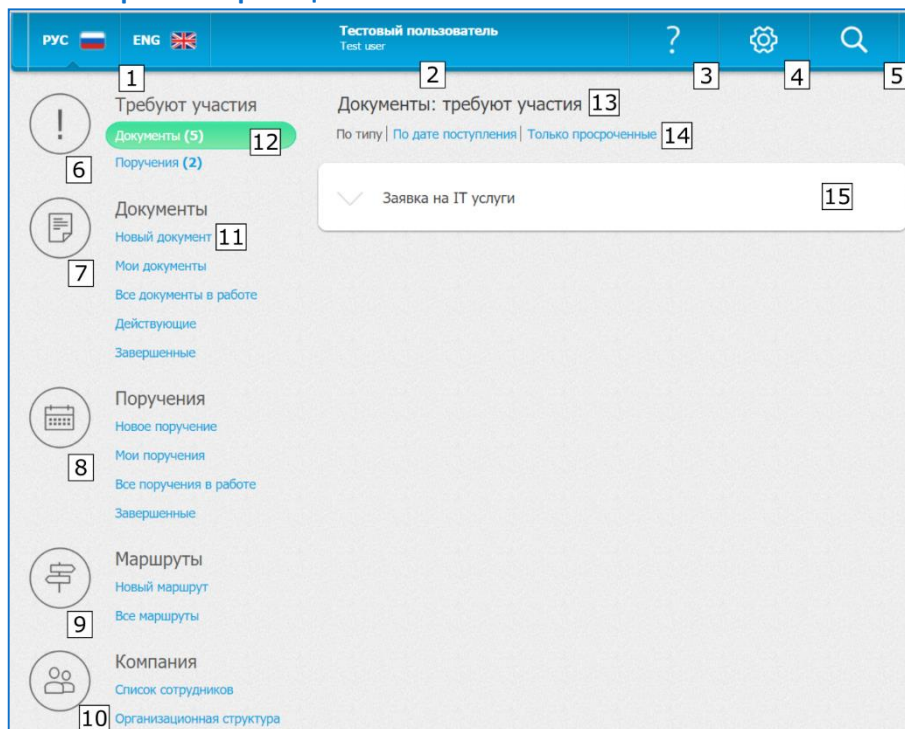 РУС ENG Тестовый пользователь
Test user
?
1 2 3 4 5
Требуют участия
Документы (5) 12
Поручения (2)
! 6
Документы: требуют участия 13
По типу | По дате поступления | Только просроченные 14
Заявка на IT услуги 15
Документы
Новый документ 11
7 Мои документы
Все документы в работе
Действующие
Завершенные
Поручения
Новое поручение
Мои поручения
8
Все поручения в работе
Завершенные
Маршруты
Новый маршрут
9 Все маршруты
Компания
Список сотрудников
10 Организационная структура